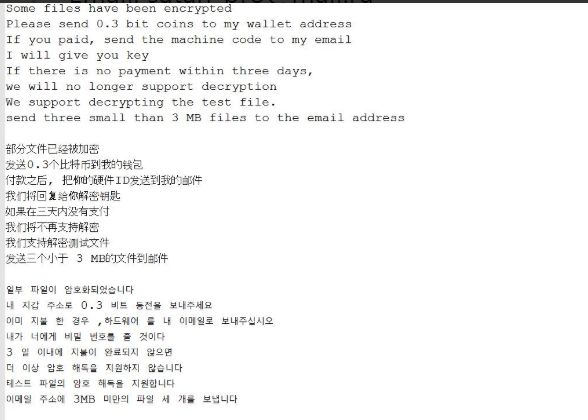 Some files have been encrypted
Please send 0.3 bit coins to my wallet address
If you paid, send the machine code to my email
I will give you key
If there is no payment within three days,
we will no longer support decryption
We support decrypting the test file.
send three small than 3 MB files to the email address
部分文件已经被加密
发送0.3个比特币到我的钱包
付款之后, 把你的硬件ID发送到我的邮件
我们将回复给你解密钥匙
如果在三天内没有支付
我们将不再支持解密
我们支持解密测试文件
发送三个小于 3 MB的文件到邮件
일부 파일이 암호화되었습니다
내 지갑 주소로 0.3 비트 동전을 보내주세요
이미 지불 한 경우 ,하드웨어 를 내 이메일로 보내주십시오
내가 너에게 비밀 번호를 줄 것이다
3 일 이내에 지불이 완료되지 않으면
더 이상 암호 해독을 지원하지 않습니다
테스트 파일의 암호 해독을 지원합니다
이메일 주소에 3MB 미만의 파일 세 개를 보냅니다